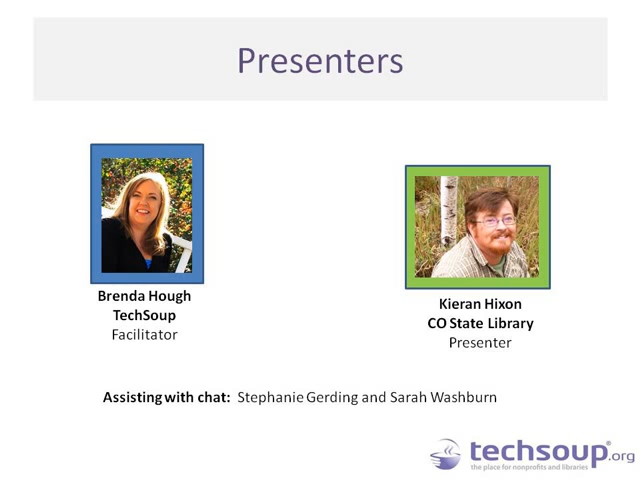 Presenters
Brenda Hough
TechSoup
Facilitator
Kieran Hixon
CO State Library
Presenter
Assisting with chat: Stephanie Gerding and Sarah Washburn
techsoup®.org
the place for nonprofits and libraries